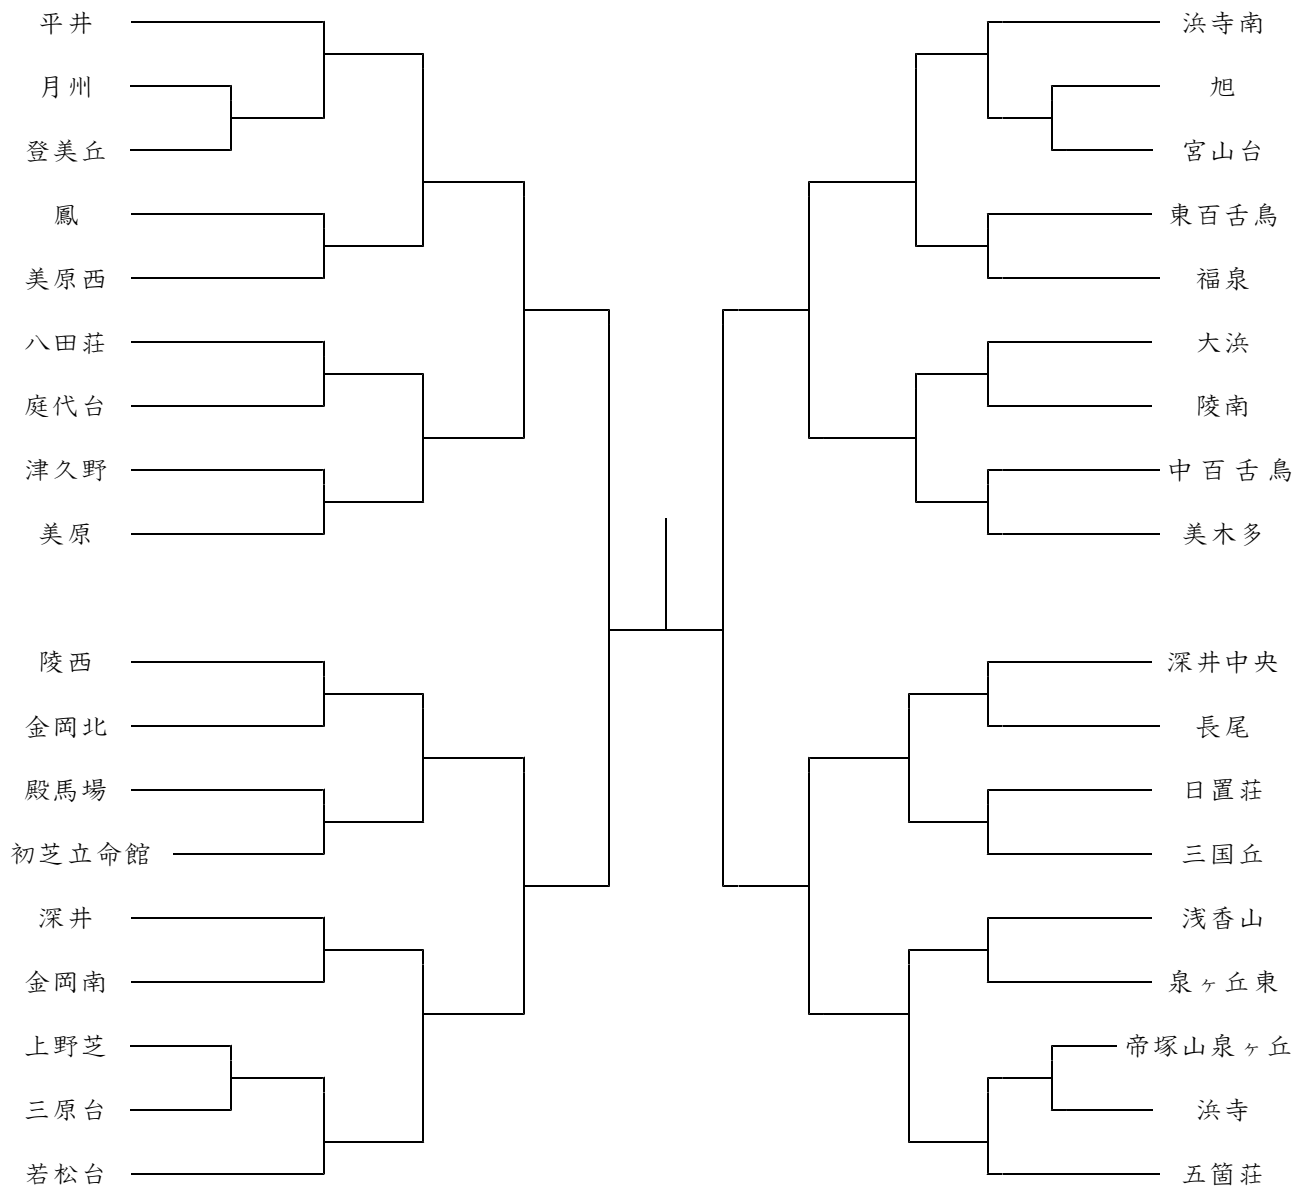 平井
月州
登美丘
鳳
美原西
八田荘
庭代台
津久野
美原
陵西
金岡北
殿馬場
初芝立命館
深井
金岡南
上野芝
三原台
若松台
浜寺南
旭
宮山台
東百舌鳥
福泉
大浜
陵南
中百舌鳥
美木多
深井中央
長尾
日置荘
三国丘
浅香山
泉ヶ丘東
帝塚山泉ヶ丘
浜寺
五箇荘